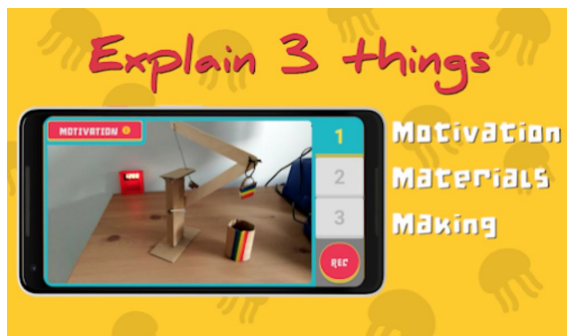 Explain 3 things
MOTIVATION
1
Motivation
2
Materials
3
Making
REC